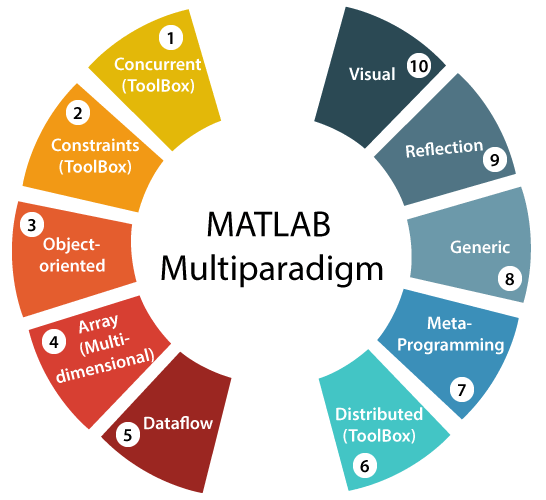 MATLAB
Multiparadigm
1
Concurrent
(ToolBox)
2
Constraints
(ToolBox)
3
Object-
oriented
4
Array
(Multi-
dimensional)
5
Dataflow
6
Distributed
(ToolBox)
7
Meta-
Programming
8
Generic
9
Reflection
10
Visual